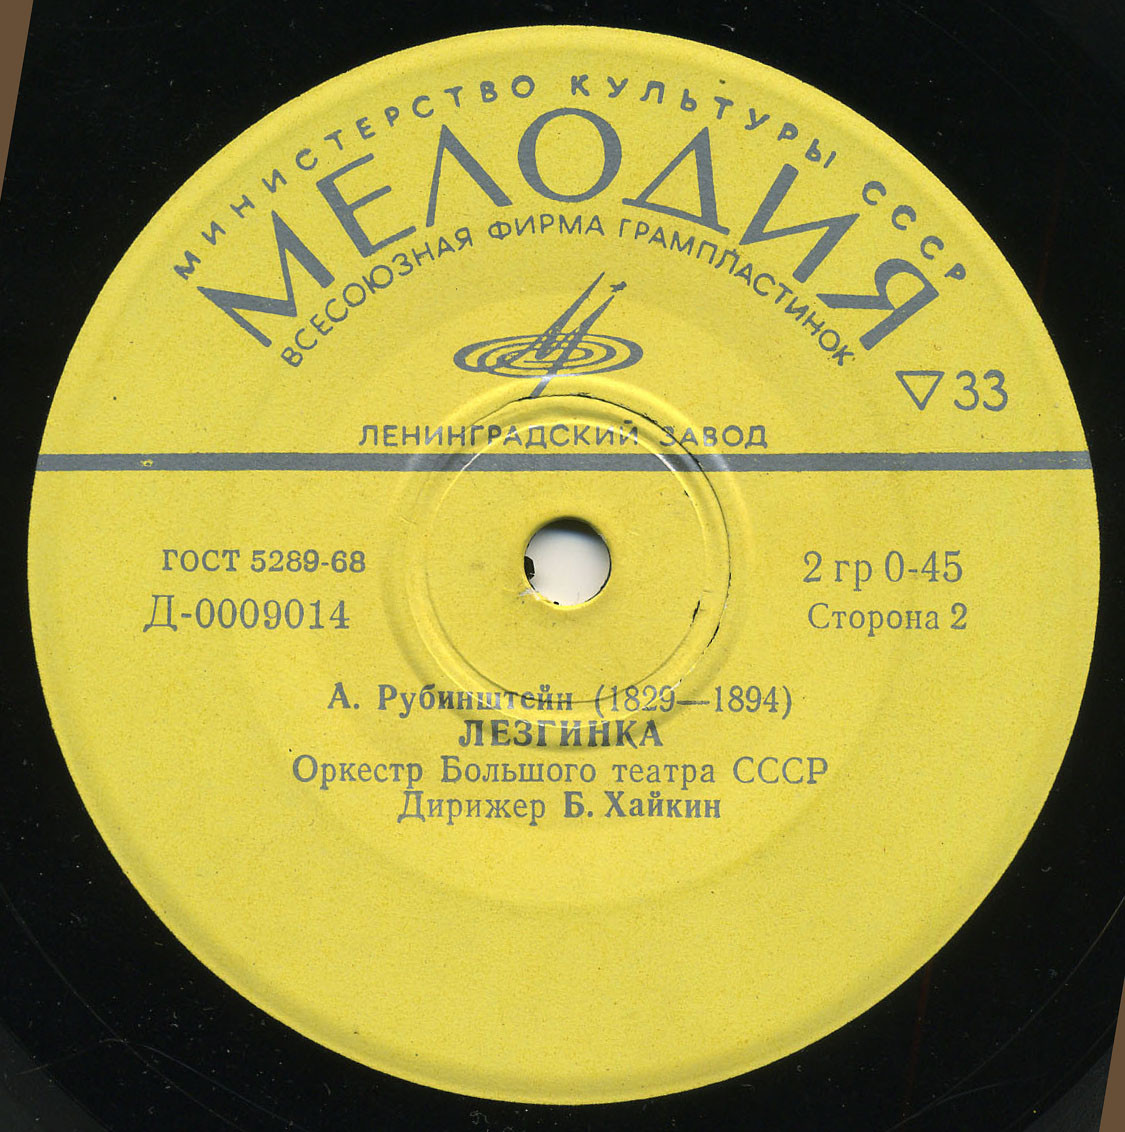 МИНИСТЕРСТВО КУЛЬТУРЫ СССР
МЕЛОДИЯ
ВСЕСОЮЗНАЯ ФИРМА ГРАМПЛАСТИНОК
33
ЛЕНИНГРАДСКИЙ ЗАВОД
ГОСТ 5289-68
Д-0009014
2 гр 0-45
Сторона 2
А. Рубинштейн (1829—1894)
ЛЕЗГИНКА
Оркестр Большого театра СССР
Дирижер Б. Хайкин